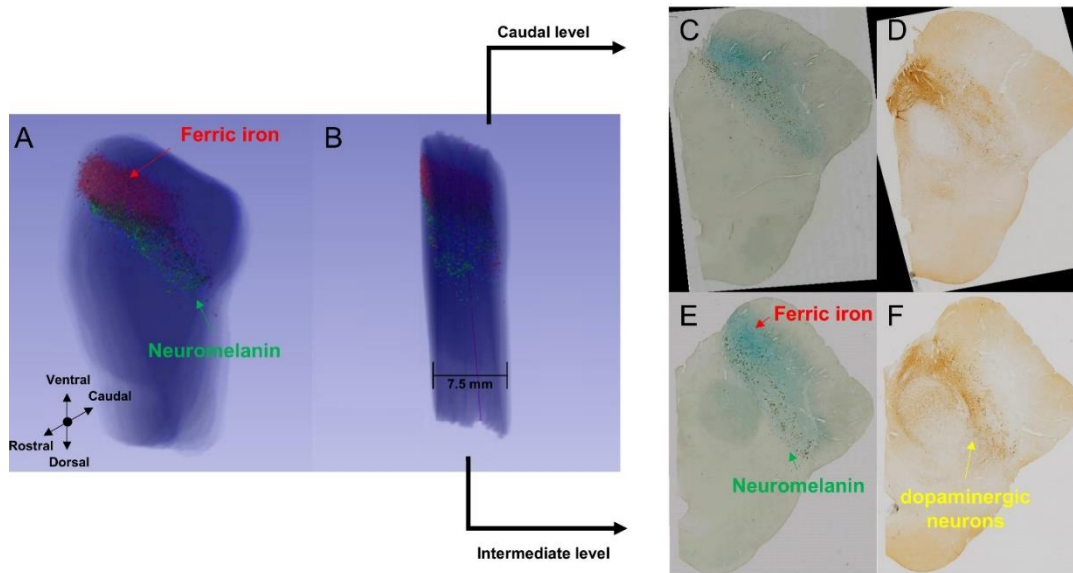 Caudal level
A
Ferric iron
Neuromelanin
Ventral
Caudal
Rostral
Dorsal
B
7.5 mm
Intermediate level
C
D
E
Ferric iron
Neuromelanin
F
dopaminergic
neurons